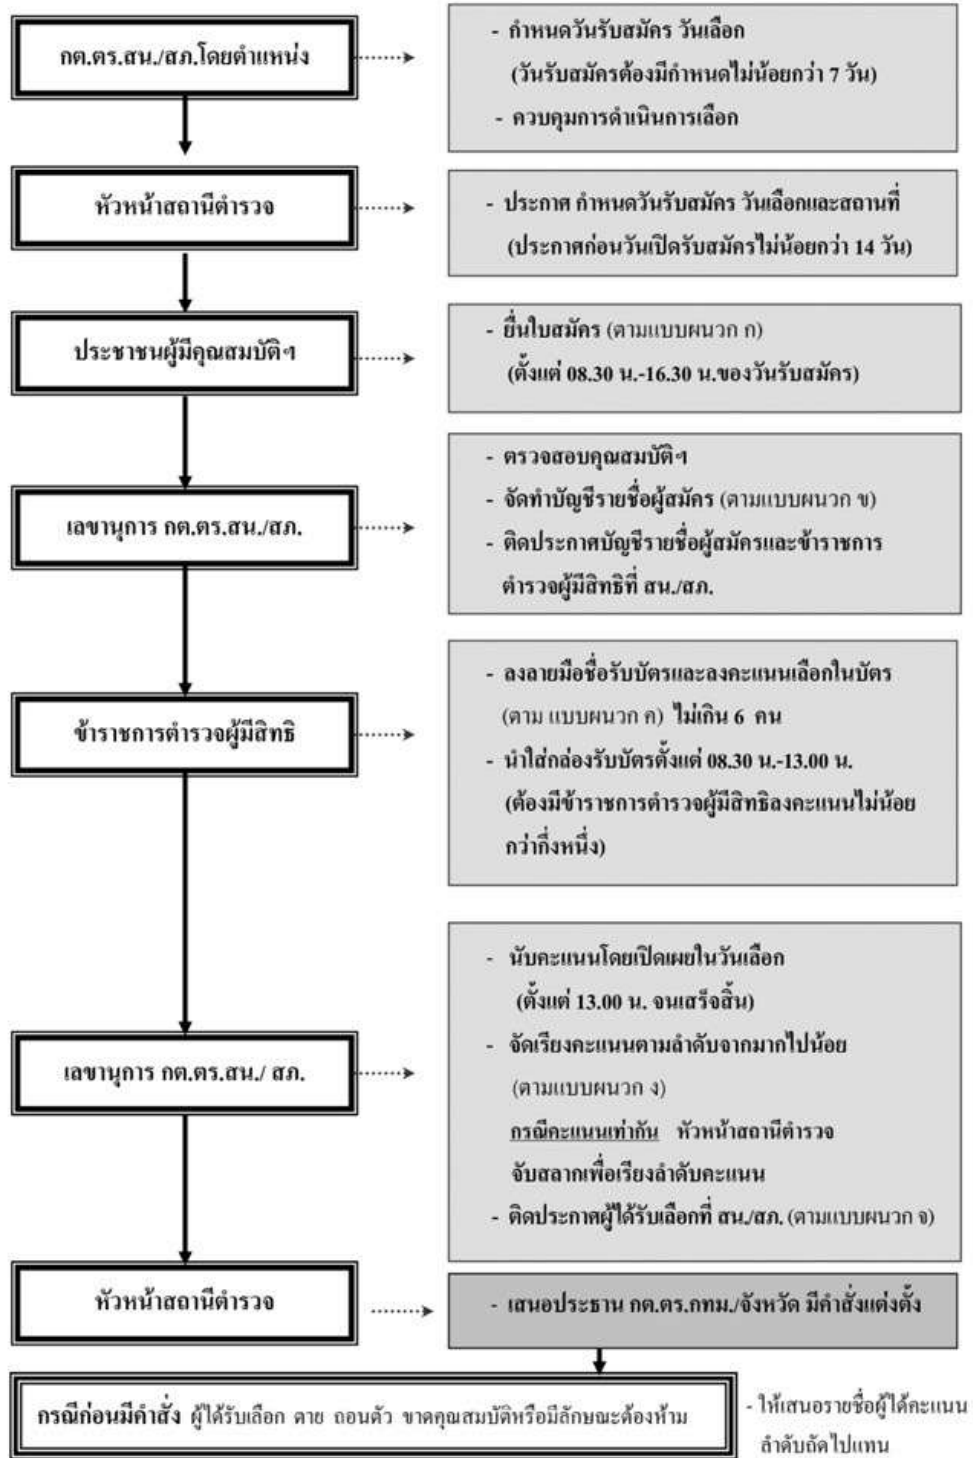 กต.ตร.สน./สภ.โดยตำแหน่ง
- กำหนดวันรับสมัคร วันเลือก
(วันรับสมัครต้องมีกำหนดไม่น้อยกว่า 7 วัน)
- ควบคุมการดำเนินการเลือก
หัวหน้าสถานีตำรวจ
- ประกาศ กำหนดวันรับสมัคร วันเลือกและสถานที่
(ประกาศก่อนวันเปิดรับสมัครไม่น้อยกว่า 14 วัน)
ประชาชนผู้มีคุณสมบัติฯ
- ยื่นใบสมัคร (ตามแบบผนวก ก)
(ตั้งแต่ 08.30 น.-16.30 น.ของวันรับสมัคร)
เลขานุการ กต.ตร.สน./สภ.
- ตรวจสอบคุณสมบัติฯ
- จัดทำบัญชีรายชื่อผู้สมัคร (ตามแบบผนวก ข)
- ติดประกาศบัญชีรายชื่อผู้สมัครและข้าราชการ
ตำรวจผู้มีสิทธิที่ สน./สภ.
ข้าราชการตำรวจผู้มีสิทธิ
- ลงลายมือชื่อรับบัตรและลงคะแนนเลือกในบัตร
(ตาม แบบผนวก ค) ไม่เกิน 6 คน
- นำใส่กล่องรับบัตรตั้งแต่ 08.30 น.-13.00 น.
(ต้องมีข้าราชการตำรวจผู้มีสิทธิลงคะแนนไม่น้อย
กว่ากึ่งหนึ่ง)
เลขานุการ กต.ตร.สน./ สภ.
- นับคะแนนโดยเปิดเผยในวันเลือก
(ตั้งแต่ 13.00 น. จนเสร็จสิ้น)
- จัดเรียงคะแนนตามลำดับจากมากไปน้อย
(ตามแบบผนวก ง)
กรณีคะแนนเท่ากัน หัวหน้าสถานีตำรวจ
จับสลากเพื่อเรียงลำดับคะแนน
- ติดประกาศผู้ได้รับเลือกที่ สน./สภ. (ตามแบบผนวก จ)
หัวหน้าสถานีตำรวจ
- เสนอประธาน กต.ตร.กทม./จังหวัด มีคำสั่งแต่งตั้ง
กรณีก่อนมีคำสั่ง ผู้ได้รับเลือก ตาย ถอนตัว ขาดคุณสมบัติหรือมีลักษณะต้องห้าม
- ให้เสนอรายชื่อผู้ได้คะแนน
ลำดับถัดไปแทน